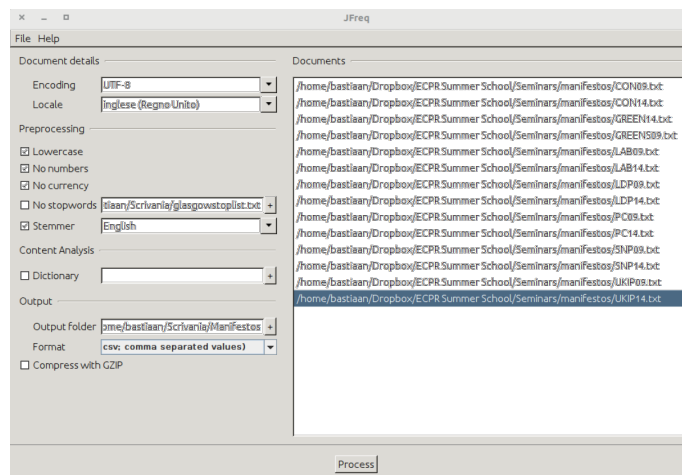 JFreq
File Help
Document details
Encoding UTF-8
Locale inglese (Regno Unito)
Preprocessing
Lowercase
No numbers
No currency
No stopwords tiaan/Scrivania/glasgowstoplist.txt +
Stemmer English
Content Analysis
Dictionary +
Output
Output folder ome/bastiaan/Scrivania/Manifestos +
Format csv; comma separated values)
Compress with GZIP
Documents
/home/bastiaan/Dropbox/ECPR Summer School/Seminars/manifestos/CON09.txt
/home/bastiaan/Dropbox/ECPR Summer School/Seminars/manifestos/CON14.txt
/home/bastiaan/Dropbox/ECPR Summer School/Seminars/manifestos/GREEN14.txt
/home/bastiaan/Dropbox/ECPR Summer School/Seminars/manifestos/GREENS09.txt
/home/bastiaan/Dropbox/ECPR Summer School/Seminars/manifestos/LAB09.txt
/home/bastiaan/Dropbox/ECPR Summer School/Seminars/manifestos/LAB14.txt
/home/bastiaan/Dropbox/ECPR Summer School/Seminars/manifestos/LDP09.txt
/home/bastiaan/Dropbox/ECPR Summer School/Seminars/manifestos/LDP14.txt
/home/bastiaan/Dropbox/ECPR Summer School/Seminars/manifestos/PC09.txt
/home/bastiaan/Dropbox/ECPR Summer School/Seminars/manifestos/PC14.txt
/home/bastiaan/Dropbox/ECPR Summer School/Seminars/manifestos/SNP09.txt
/home/bastiaan/Dropbox/ECPR Summer School/Seminars/manifestos/SNP14.txt
/home/bastiaan/Dropbox/ECPR Summer School/Seminars/manifestos/UKIP09.txt
/home/bastiaan/Dropbox/ECPR Summer School/Seminars/manifestos/UKIP14.txt
Process